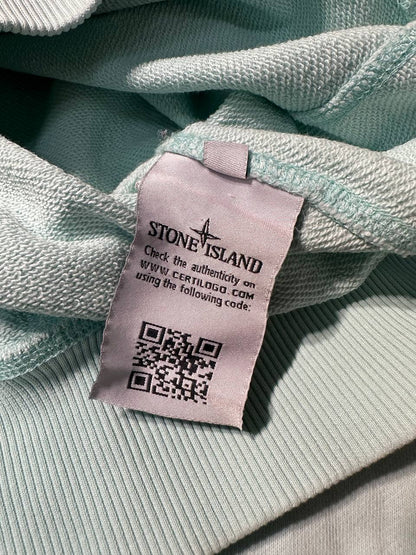 STONE ISLAND
Check the authenticity on
WWW.CERTILOGO.COM
using the following code: